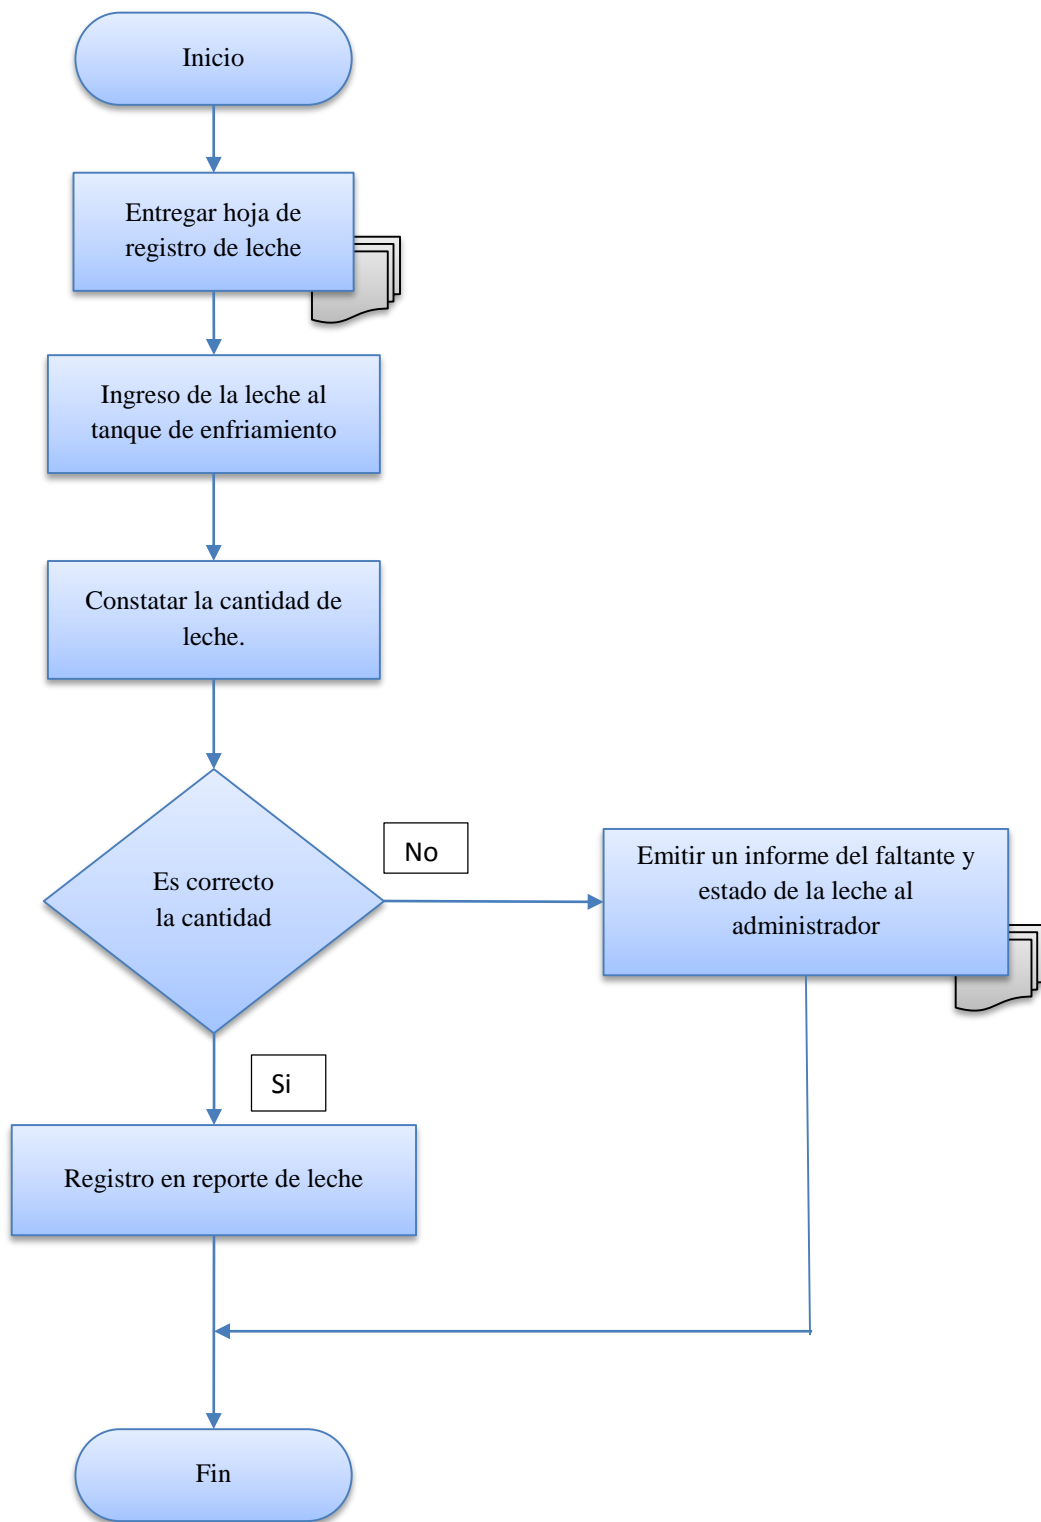 Inicio
Entregar hoja de
registro de leche
Ingreso de la leche al
tanque de enfriamiento
Constatar la cantidad de
leche.
Es correcto
la cantidad
No
Emitir un informe del faltante y
estado de la leche al
administrador
Si
Registro en reporte de leche
Fin